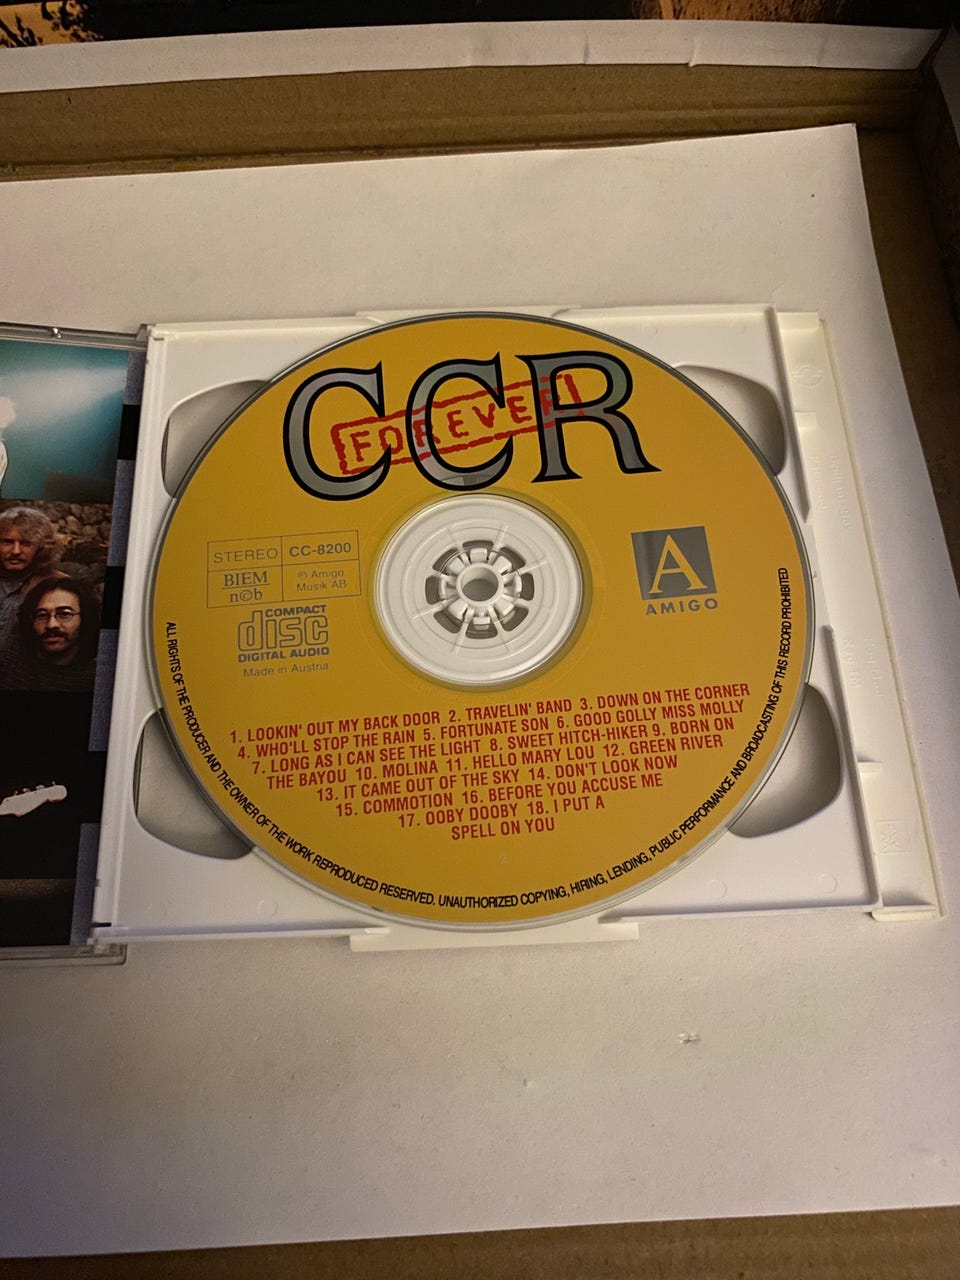 CCR
FOREVER!
STEREO CC-8200
BIEM
n©b
℗ Amigo
Musik AB
COMPACT
disc
DIGITAL AUDIO
Made in Austria
A
AMIGO
1. LOOKIN' OUT MY BACK DOOR 2. TRAVELIN' BAND 3. DOWN ON THE CORNER
4. WHO'LL STOP THE RAIN 5. FORTUNATE SON 6. GOOD GOLLY MISS MOLLY
7. LONG AS I CAN SEE THE LIGHT 8. SWEET HITCH-HIKER 9. BORN ON
THE BAYOU 10. MOLINA 11. HELLO MARY LOU 12. GREEN RIVER
13. IT CAME OUT OF THE SKY 14. DON'T LOOK NOW
15. COMMOTION 16. BEFORE YOU ACCUSE ME
17. OOBY DOOBY 18. I PUT A
SPELL ON YOU
ALL RIGHTS OF THE PRODUCER AND THE OWNER OF THE WORK REPRODUCED RESERVED. UNAUTHORIZED COPYING, HIRING, LENDING, PUBLIC PERFORMANCE AND BROADCASTING OF THIS RECORD PROHIBITED